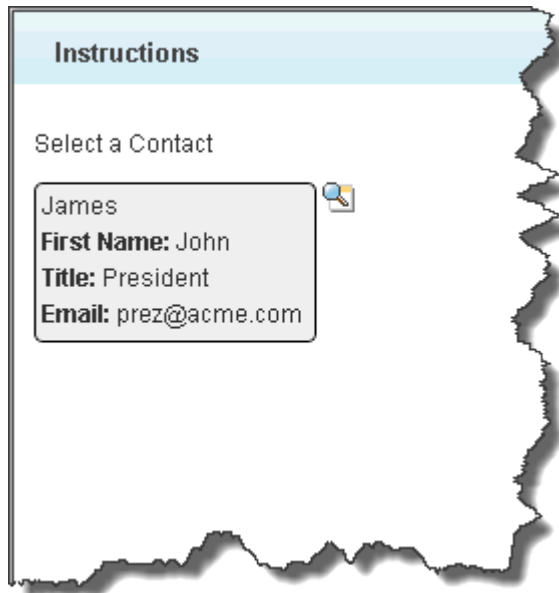 Instructions
Select a Contact
James
First Name: John
Title: President
Email: prez@acme.com